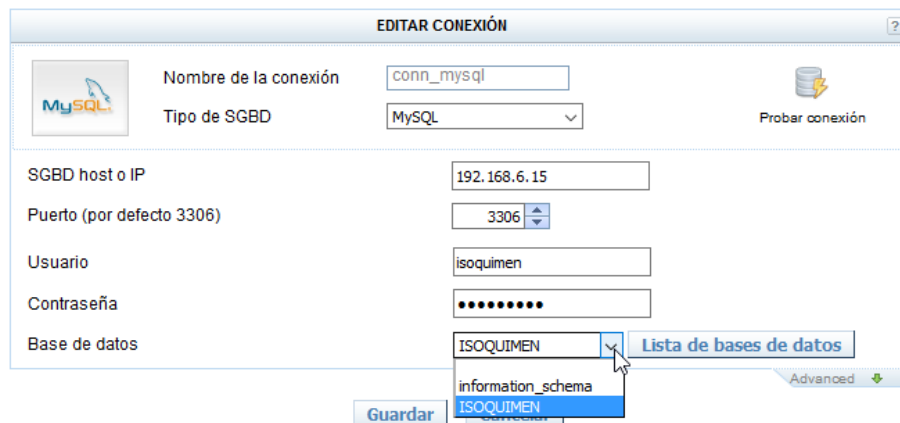 EDITAR CONEXIÓN
?
MySQL
Nombre de la conexión conn_mysql
Tipo de SGBD MySQL
Probar conexión
SGBD host o IP 192.168.6.15
Puerto (por defecto 3306) 3306
Usuario isoquimen
Contraseña •••••••••
Base de datos ISOQUIMEN Lista de bases de datos
information_schema
ISOQUIMEN
Advanced
Guardar